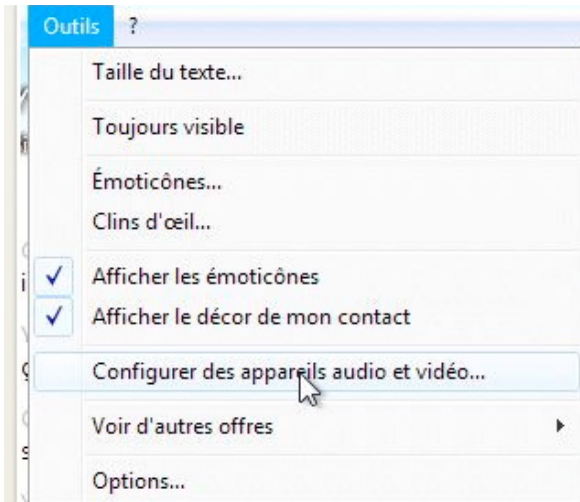 Outils ?
Taille du texte...
Toujours visible
Émoticônes...
Clins d'œil...
Afficher les émoticônes
Afficher le décor de mon contact
Configurer des appareils audio et vidéo...
Voir d'autres offres
Options...